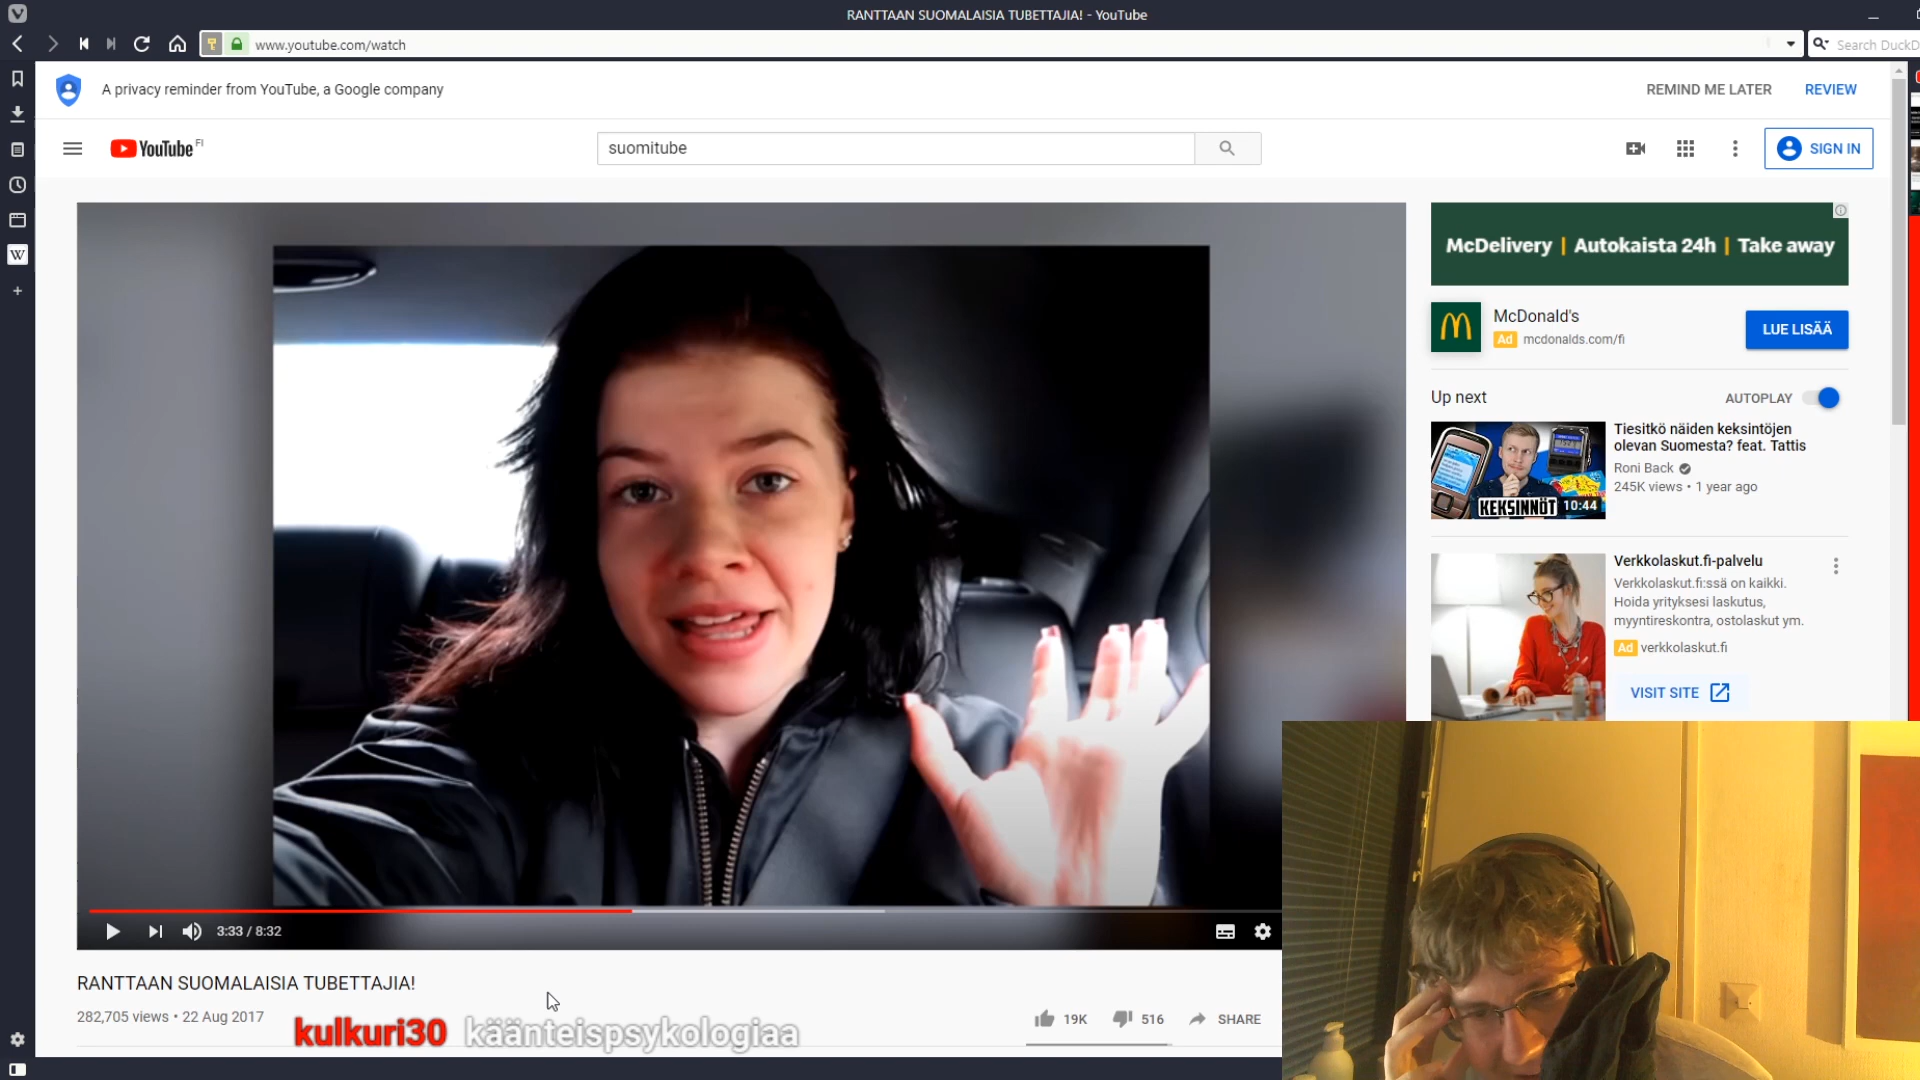 RANTTAAN SUOMALAISIA TUBETTAJIA! - YouTube
www.youtube.com/watch
Search DuckD
A privacy reminder from YouTube, a Google company
REMIND ME LATER
REVIEW
YouTube FI
suomitube
SIGN IN
McDelivery | Autokaista 24h | Take away
McDonald's
Ad mcdonalds.com/fi
LUE LISÄÄ
Up next
AUTOPLAY
KEKSINNÖT
10:44
Tiesitkö näiden keksintöjen
olevan Suomesta? feat. Tattis
Roni Back
245K views • 1 year ago
Verkkolaskut.fi-palvelu
Verkkolaskut.fi:ssä on kaikki.
Hoida yrityksesi laskutus,
myyntireskontra, ostolaskut ym.
Ad verkkolaskut.fi
VISIT SITE
3:33 / 8:32
RANTTAAN SUOMALAISIA TUBETTAJIA!
282,705 views • 22 Aug 2017
19K
516
SHARE
kulkuri30 käänteispsykologiaa